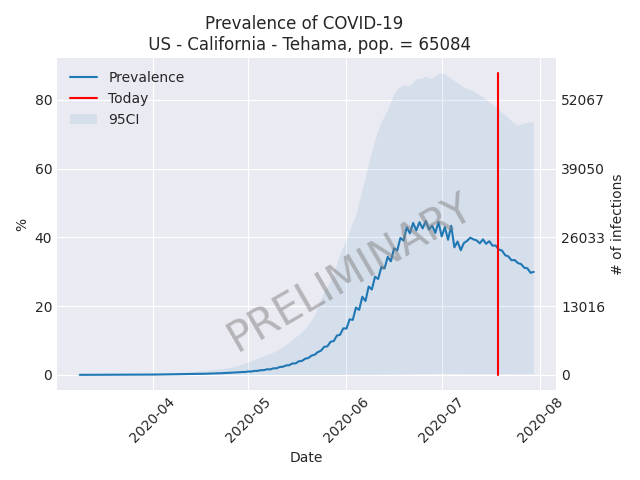 Prevalence of COVID-19
US - California - Tehama, pop. = 65084
Prevalence
Today
95CI
80
60
40
20
0
%
52067
39050
26033
13016
0
# of infections
PRELIMINARY
2020-04
2020-05
2020-06
2020-07
2020-08
Date